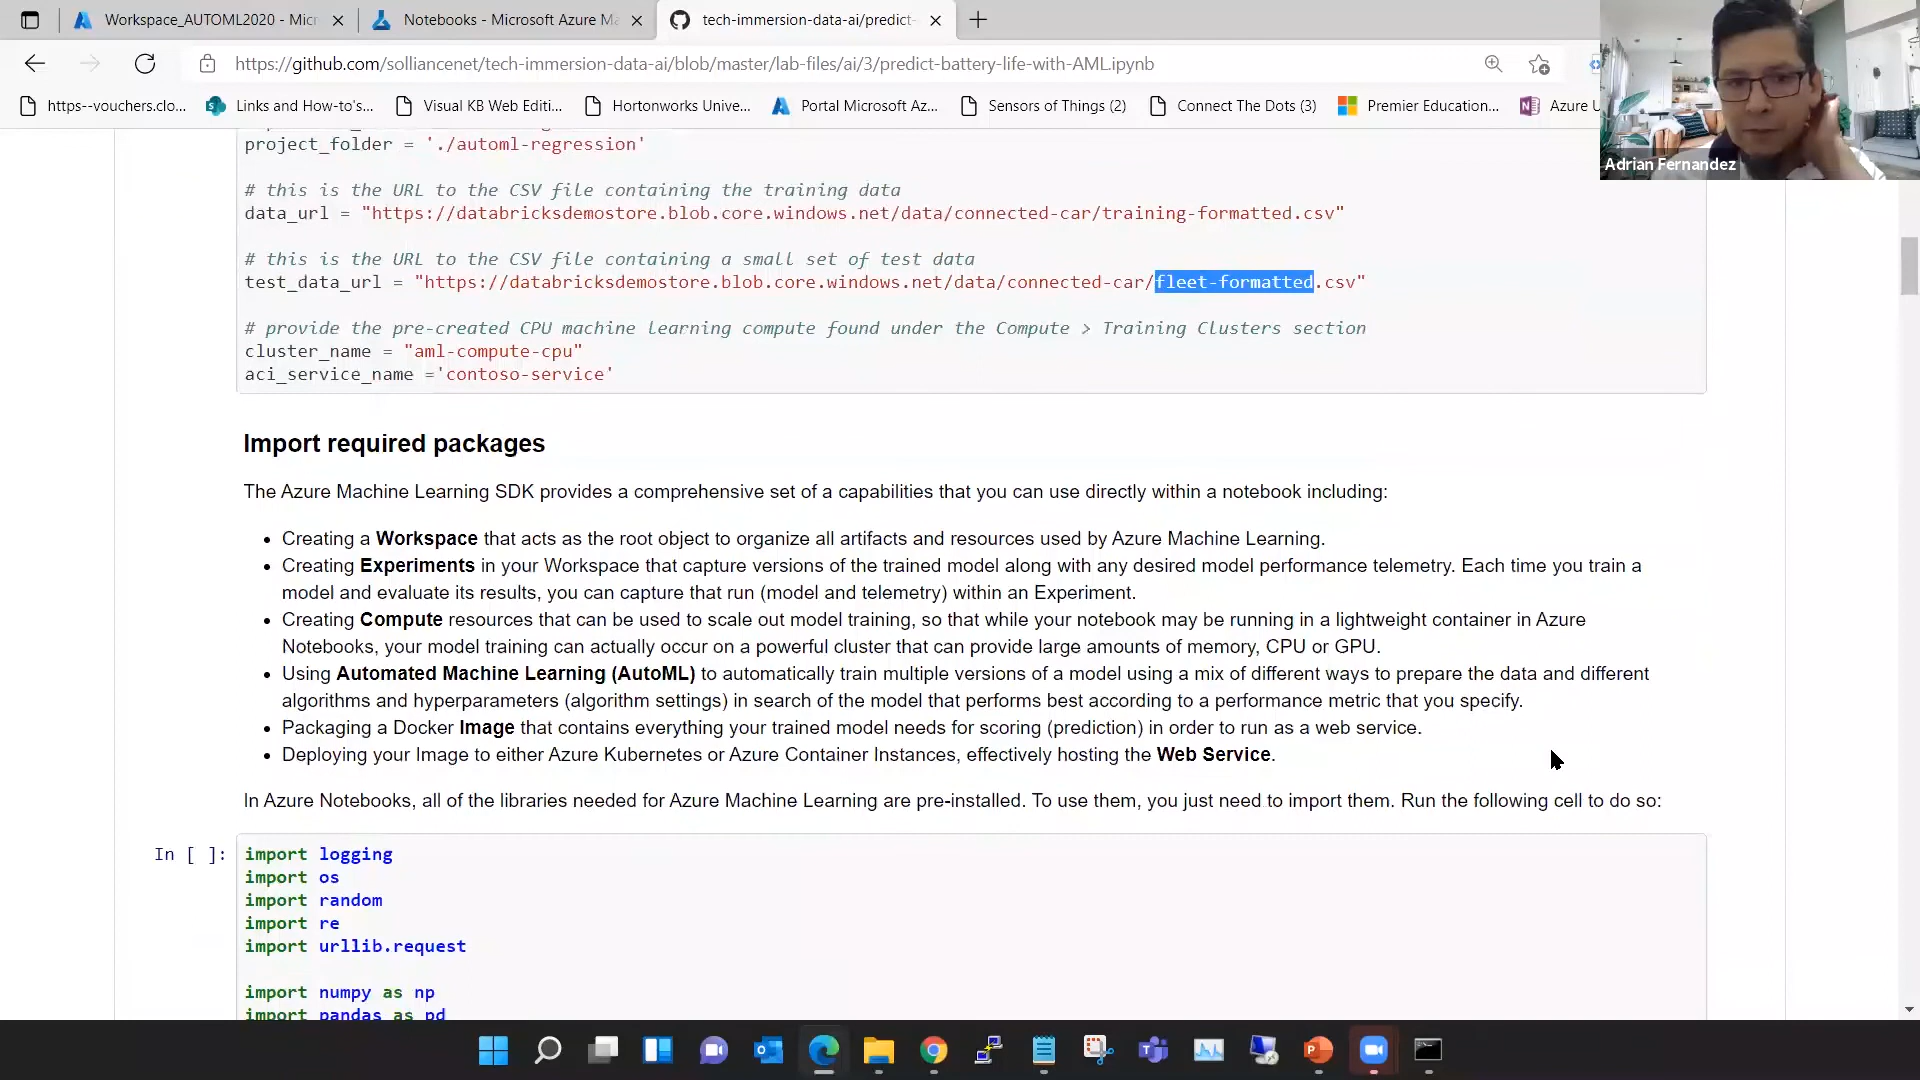 Workspace_AUTOML2020 - Mic
Notebooks - Microsoft Azure Ma
tech-immersion-data-ai/predict-
https://github.com/solliancenet/tech-immersion-data-ai/blob/master/lab-files/ai/3/predict-battery-life-with-AML.ipynb
https--vouchers.clo...
Links and How-to's...
Visual KB Web Editi...
Hortonworks Unive...
Portal Microsoft Az...
Sensors of Things (2)
Connect The Dots (3)
Premier Education...
Azure U
Adrian Fernandez
project_folder = './automl-regression'
# this is the URL to the CSV file containing the training data
data_url = "https://databricksdemostore.blob.core.windows.net/data/connected-car/training-formatted.csv"
# this is the URL to the CSV file containing a small set of test data
test_data_url = "https://databricksdemostore.blob.core.windows.net/data/connected-car/fleet-formatted.csv"
# provide the pre-created CPU machine learning compute found under the Compute > Training Clusters section
cluster_name = "aml-compute-cpu"
aci_service_name ='contoso-service'
Import required packages
The Azure Machine Learning SDK provides a comprehensive set of a capabilities that you can use directly within a notebook including:
• Creating a Workspace that acts as the root object to organize all artifacts and resources used by Azure Machine Learning.
• Creating Experiments in your Workspace that capture versions of the trained model along with any desired model performance telemetry. Each time you train a
model and evaluate its results, you can capture that run (model and telemetry) within an Experiment.
• Creating Compute resources that can be used to scale out model training, so that while your notebook may be running in a lightweight container in Azure
Notebooks, your model training can actually occur on a powerful cluster that can provide large amounts of memory, CPU or GPU.
• Using Automated Machine Learning (AutoML) to automatically train multiple versions of a model using a mix of different ways to prepare the data and different
algorithms and hyperparameters (algorithm settings) in search of the model that performs best according to a performance metric that you specify.
• Packaging a Docker Image that contains everything your trained model needs for scoring (prediction) in order to run as a web service.
• Deploying your Image to either Azure Kubernetes or Azure Container Instances, effectively hosting the Web Service.
In Azure Notebooks, all of the libraries needed for Azure Machine Learning are pre-installed. To use them, you just need to import them. Run the following cell to do so:
In [ ]:
import logging
import os
import random
import re
import urllib.request
import numpy as np
import pandas as pd